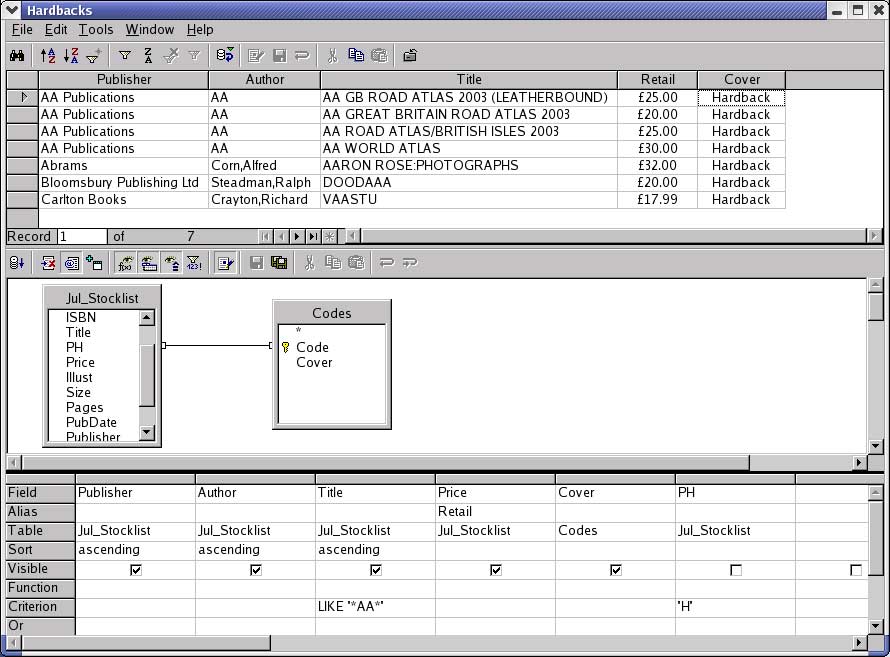 Hardbacks
File Edit Tools Window Help
Publisher Author Title Retail Cover
AA Publications AA AA GB ROAD ATLAS 2003 (LEATHERBOUND) £25.00 Hardback
AA Publications AA AA GREAT BRITAIN ROAD ATLAS 2003 £20.00 Hardback
AA Publications AA AA ROAD ATLAS/BRITISH ISLES 2003 £25.00 Hardback
AA Publications AA AA WORLD ATLAS £30.00 Hardback
Abrams Corn,Alfred AARON ROSE:PHOTOGRAPHS £32.00 Hardback
Bloomsbury Publishing Ltd Steadman,Ralph DOODAAA £20.00 Hardback
Carlton Books Crayton,Richard VAASTU £17.99 Hardback
Record 1 of 7
Jul_Stocklist
ISBN
Title
PH
Price
Illust
Size
Pages
PubDate
Publisher
Codes
*
Code
Cover
Field Publisher Author Title Price Cover PH
Alias Retail
Table Jul_Stocklist Jul_Stocklist Jul_Stocklist Jul_Stocklist Codes Jul_Stocklist
Sort ascending ascending ascending
Visible
Function
Criterion LIKE '*AA*' 'H'
Or